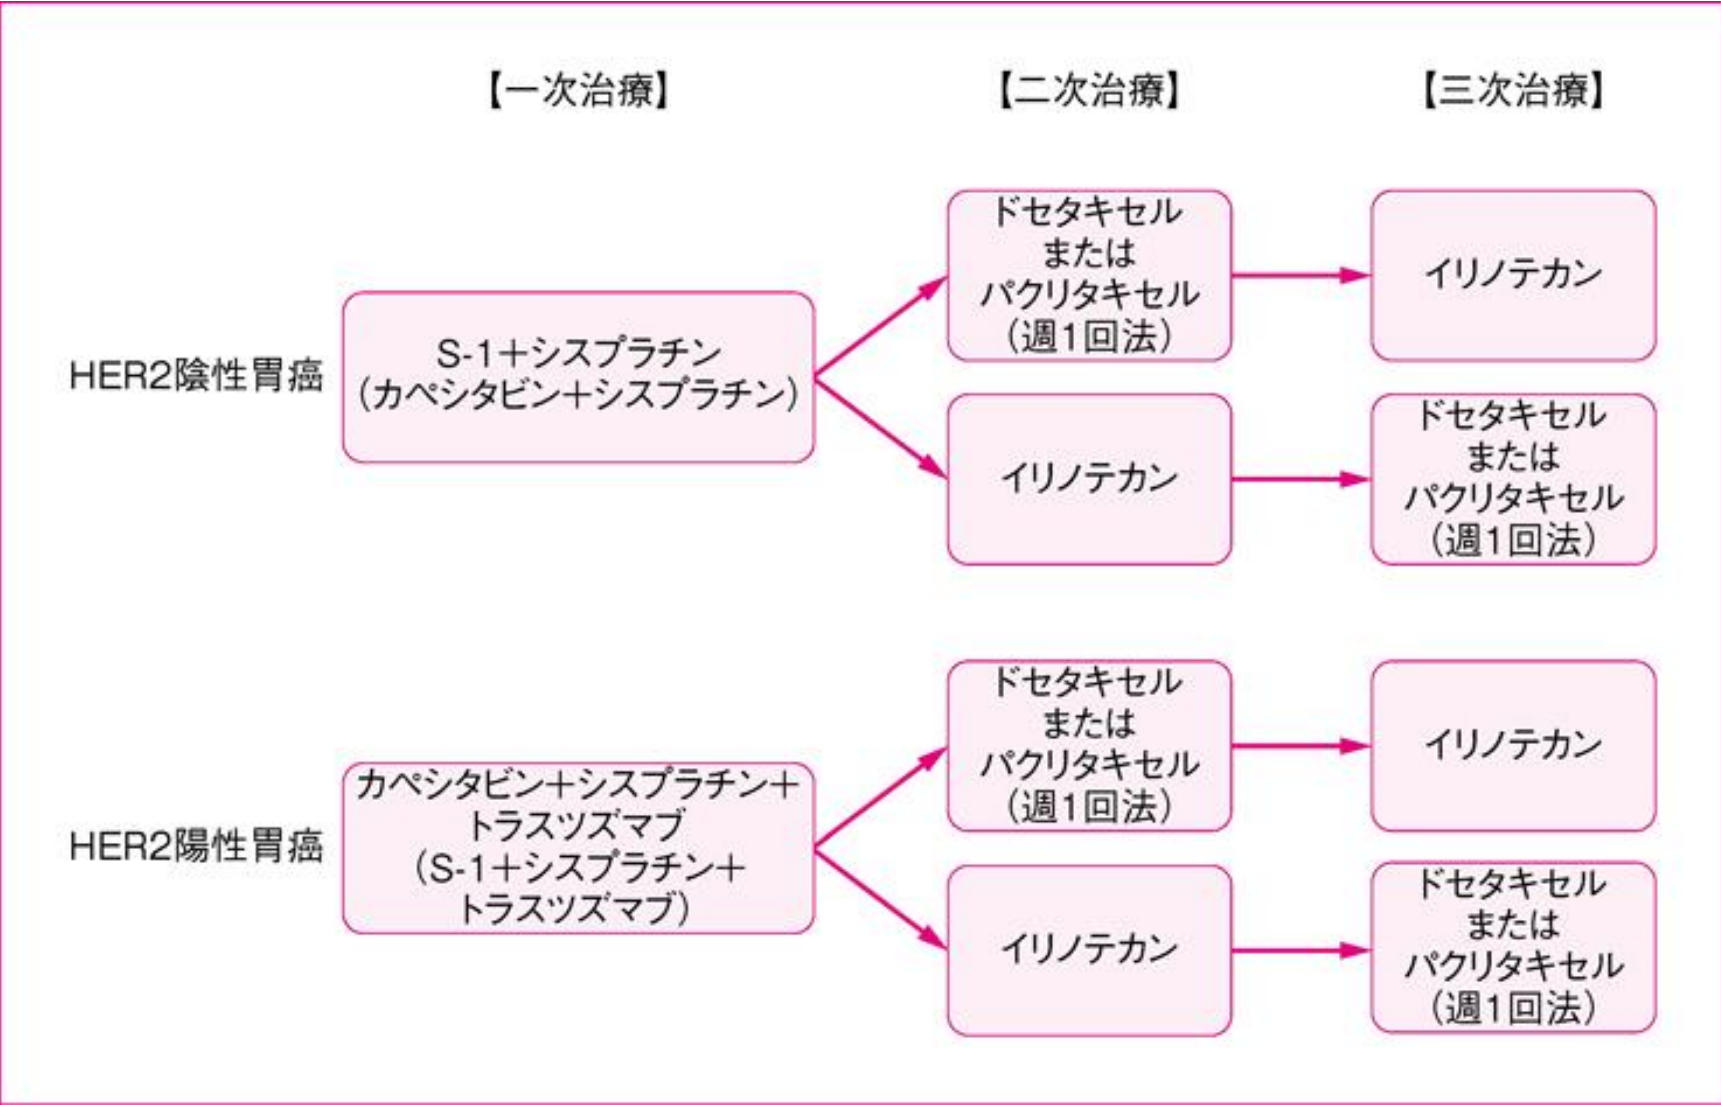 【一次治療】
【二次治療】
【三次治療】
HER2陰性胃癌
S-1＋シスプラチン
（カペシタビン＋シスプラチン）
ドセタキセル
または
パクリタキセル
（週1回法）
イリノテカン
イリノテカン
ドセタキセル
または
パクリタキセル
（週1回法）
HER2陽性胃癌
カペシタビン＋シスプラチン＋
トラスツズマブ
（S-1＋シスプラチン＋
トラスツズマブ）
ドセタキセル
または
パクリタキセル
（週1回法）
イリノテカン
イリノテカン
ドセタキセル
または
パクリタキセル
（週1回法）